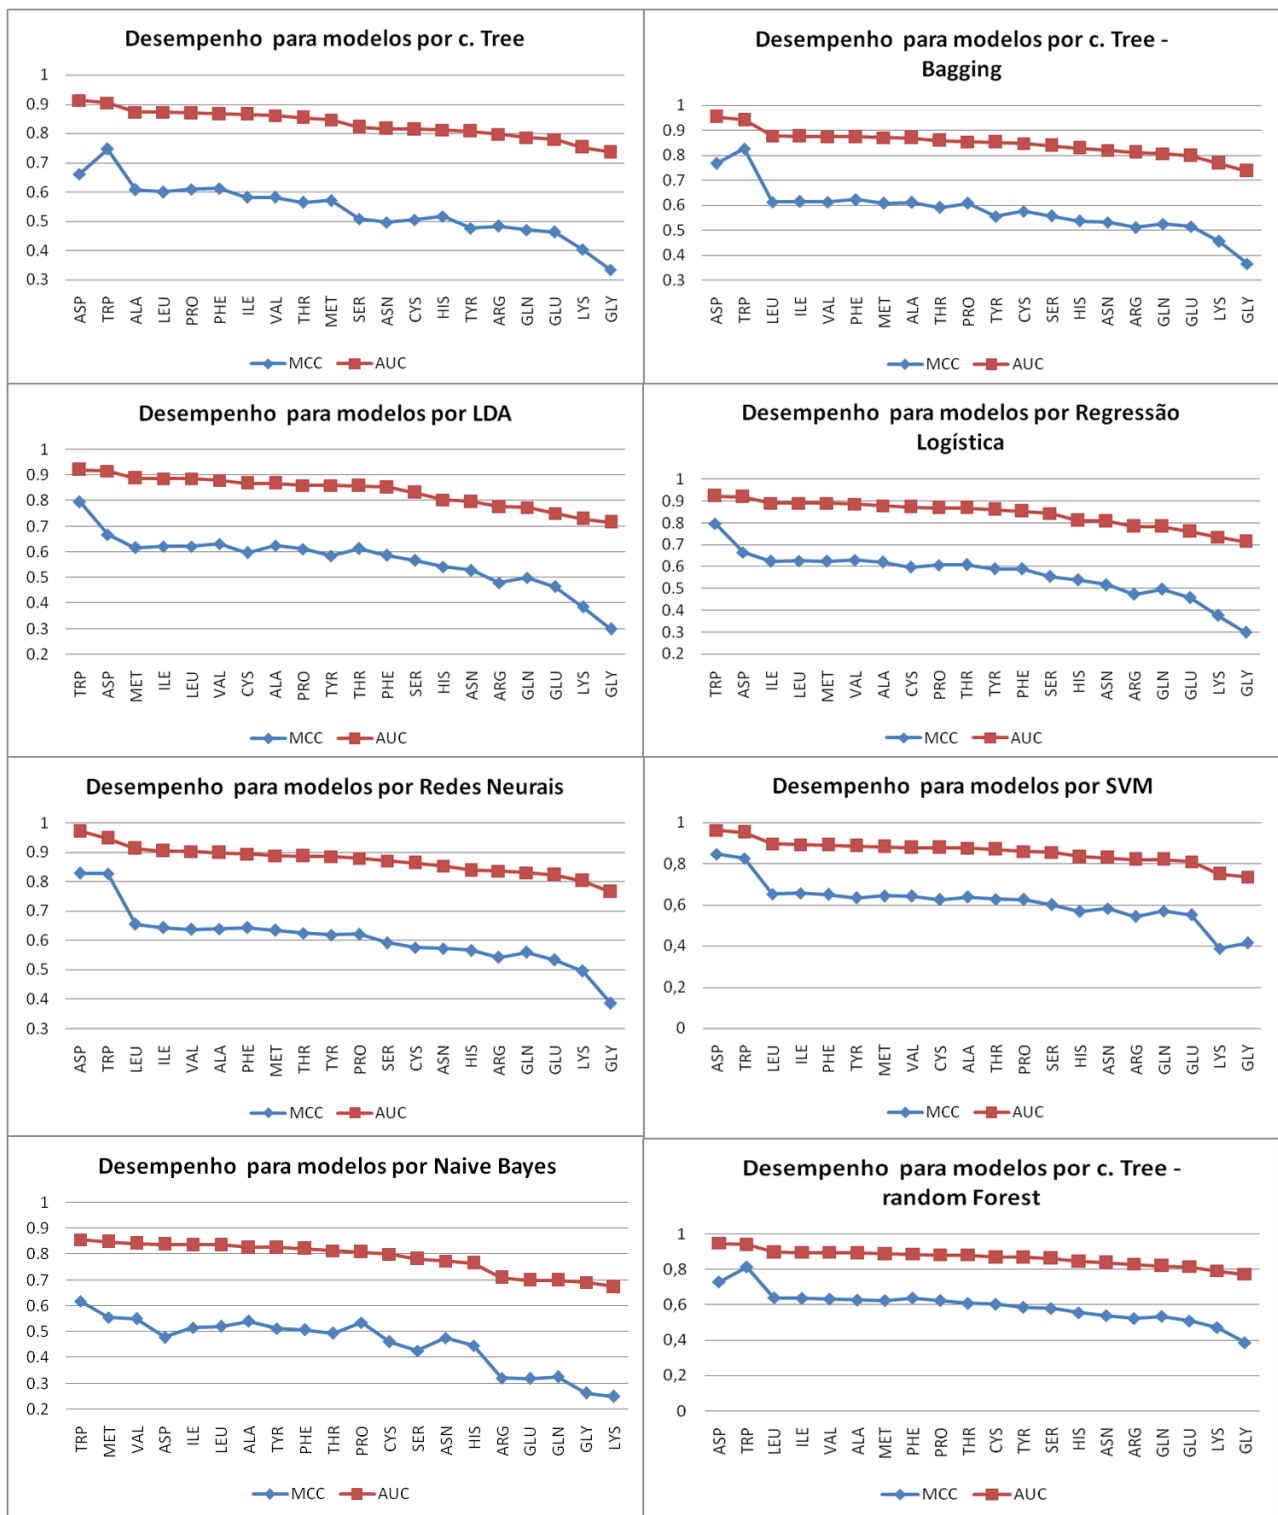 Desempenho para modelos por c. Tree
1
0.9
0.8
0.7
0.6
0.5
0.4
0.3
ASP TRP ALA LEU PRO PHE ILE VAL THR MET SER ASN CYS HIS TYR ARG GLN GLU LYS GLY
MCC AUC
Desempenho para modelos por c. Tree -
Bagging
1
0.9
0.8
0.7
0.6
0.5
0.4
0.3
ASP TRP LEU ILE VAL PHE MET ALA THR PRO TYR CYS SER HIS ASN ARG GLN GLU LYS GLY
MCC AUC
Desempenho para modelos por LDA
1
0.9
0.8
0.7
0.6
0.5
0.4
0.3
0.2
TRP ASP MET ILE LEU VAL CYS ALA PRO TYR THR PHE SER HIS ASN ARG GLN GLU LYS GLY
MCC AUC
Desempenho para modelos por Regressão
Logística
1
0.9
0.8
0.7
0.6
0.5
0.4
0.3
0.2
TRP ASP ILE LEU MET VAL ALA CYS PRO THR TYR PHE SER HIS ASN ARG GLN GLU LYS GLY
MCC AUC
Desempenho para modelos por Redes Neurais
1
0.9
0.8
0.7
0.6
0.5
0.4
0.3
ASP TRP LEU ILE VAL ALA PHE MET THR TYR PRO SER CYS ASN HIS ARG GLN GLU LYS GLY
MCC AUC
Desempenho para modelos por SVM
1
0.8
0.6
0.4
0,2
0
ASP TRP LEU ILE PHE TYR MET VAL CYS ALA THR PRO SER HIS ASN ARG GLN GLU LYS GLY
MCC AUC
Desempenho para modelos por Naive Bayes
1
0.9
0.8
0.7
0.6
0.5
0.4
0.3
0.2
TRP MET VAL ASP ILE LEU ALA TYR PHE THR PRO CYS SER ASN HIS ARG GLU GLN GLY LYS
MCC AUC
Desempenho para modelos por c. Tree -
random Forest
1
0,8
0,6
0,4
0,2
0
ASP TRP LEU ILE VAL ALA MET PHE PRO THR CYS TYR SER HIS ASN ARG GLN GLU LYS GLY
MCC AUC